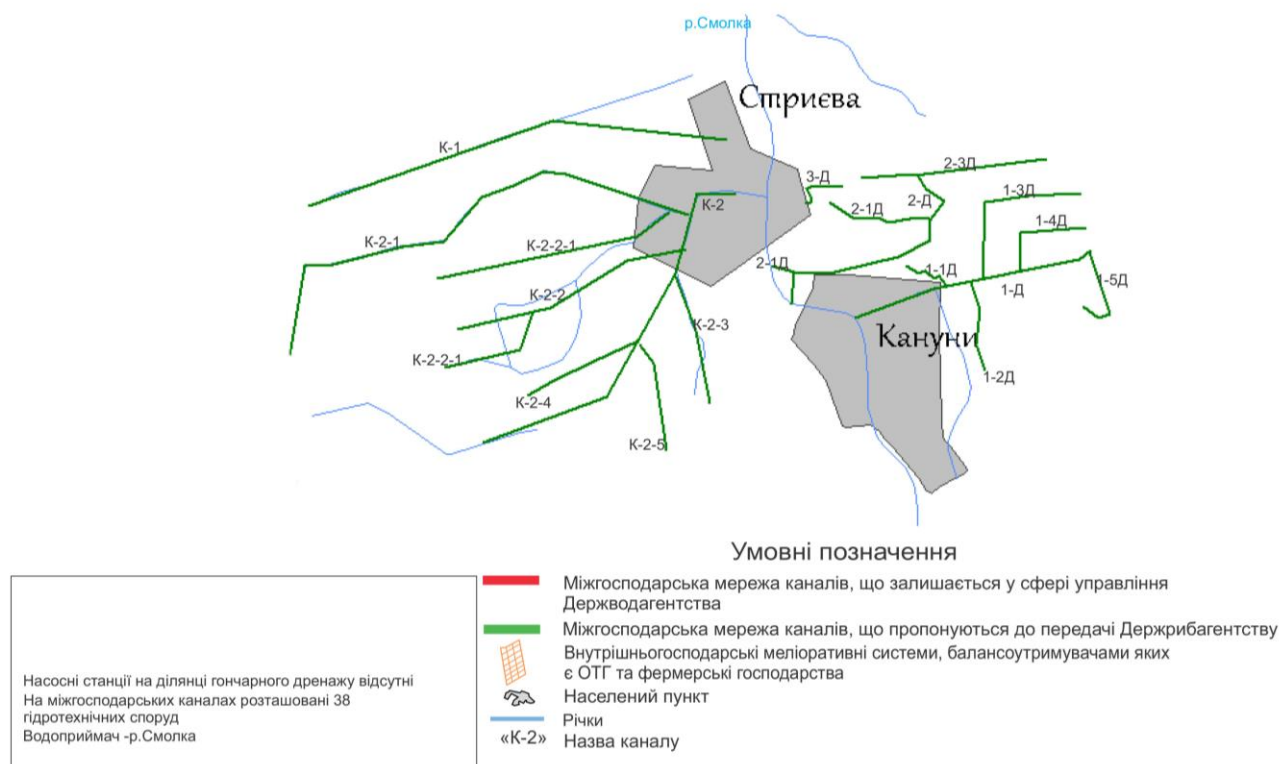 р.Смолка
Стриєва
К-1
2-3Д
3-Д
1-3Д
2-Д
К-2
2-1Д
1-4Д
К-2-1
К-2-2-1
2-1Д
1-1Д
1-Д
1-5Д
К-2-2
К-2-3
Кануни
К-2-2-1
1-2Д
К-2-4
К-2-5
Умовні позначення
Міжгосподарська мережа каналів, що залишається у сфері управління
Держводагентства
Міжгосподарська мережа каналів, що пропонуються до передачі Держрибагентству
Внутрішньогосподарські меліоративні системи, балансоутримувачами яких
є ОТГ та фермерські господарства
Населений пункт
Річки
«К-2» Назва каналу
Насосні станції на ділянці гончарного дренажу відсутні
На міжгосподарських каналах розташовані 38
гідротехнічних споруд
Водоприймач -р.Смолка